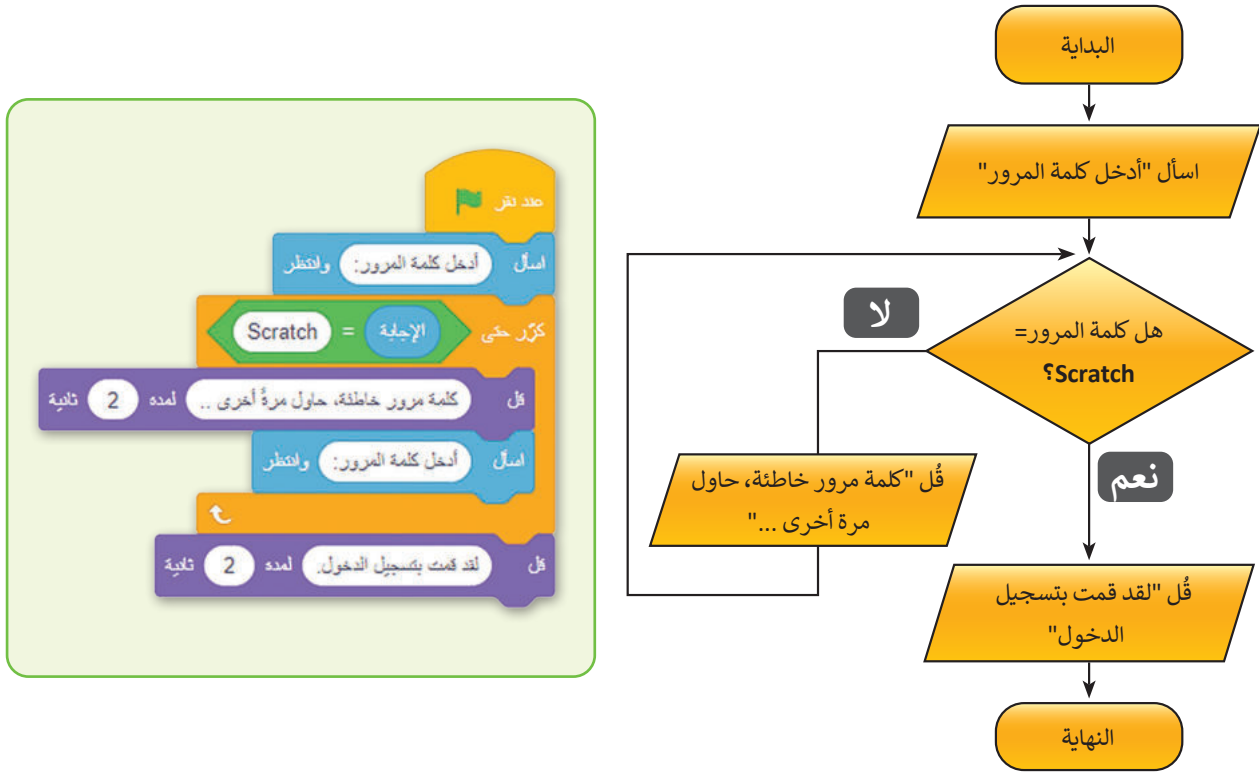 البداية
اسأل "أدخل كلمة المرور"
هل كلمة المرور=
Scratch؟
لا
نعم
قُل "كلمة مرور خاطئة، حاول
مرة أخرى ..."
قُل "لقد قمت بتسجيل
الدخول"
النهاية
عند نقر
اسأل أدخل كلمة المرور: وانتظر
كرّر حتى الإجابة = Scratch
قل كلمة مرور خاطئة، حاول مرةً أخرى .. لمده 2 ثانية
اسأل أدخل كلمة المرور: وانتظر
قل لقد قمت بتسجيل الدخول. لمده 2 ثانية